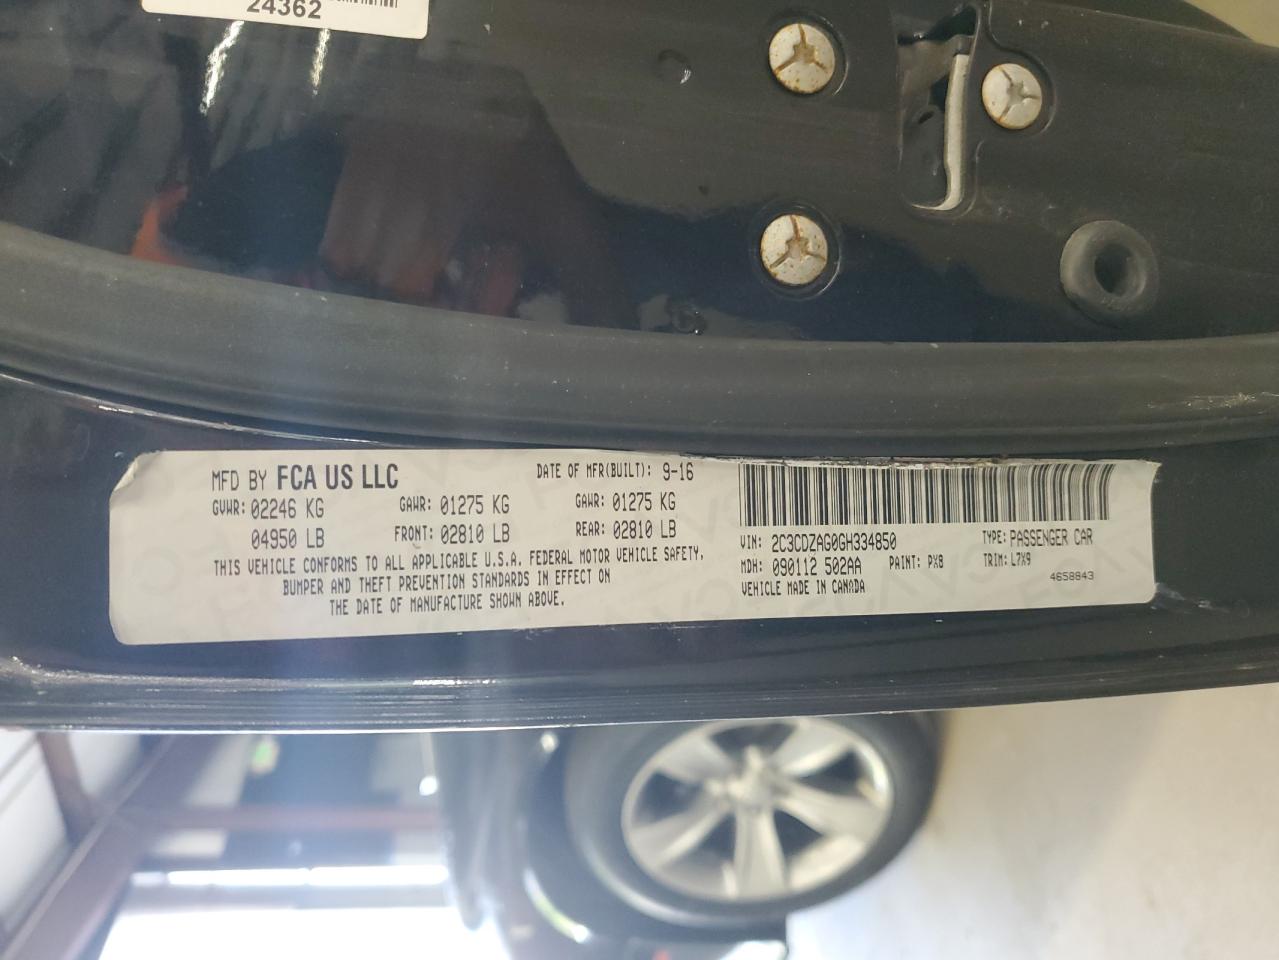 24362
MFD BY FCA US LLC DATE OF MFR(BUILT): 9-16
GVWR: 02246 KG GAWR: 01275 KG GAWR: 01275 KG
04950 LB FRONT: 02810 LB REAR: 02810 LB
THIS VEHICLE CONFORMS TO ALL APPLICABLE U.S.A. FEDERAL MOTOR VEHICLE SAFETY,
BUMPER AND THEFT PREVENTION STANDARDS IN EFFECT ON
THE DATE OF MANUFACTURE SHOWN ABOVE.
VIN: 2C3CDZAG0GH334850 TYPE: PASSENGER CAR
MDH: 090112 502AA PAINT: PX8 TRIM: L7X9
VEHICLE MADE IN CANADA 4658843